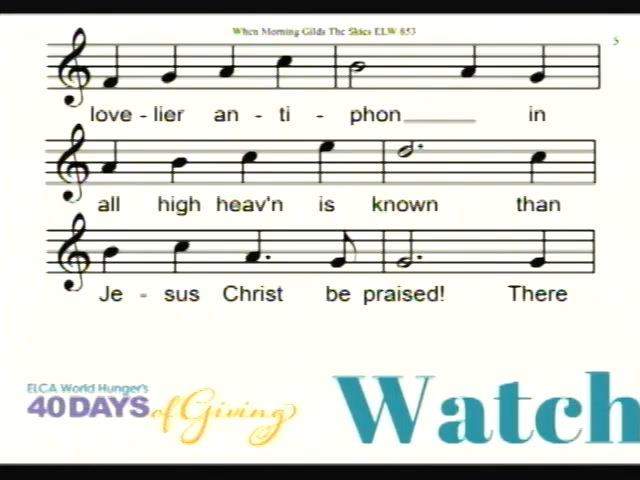 When Morning Gilds The Skies ELW 853
5
love - lier an - ti - phon______ in
all high heav'n is known than
Je - sus Christ be praised! There
ELCA World Hunger's
40 DAYS of Giving
Watch